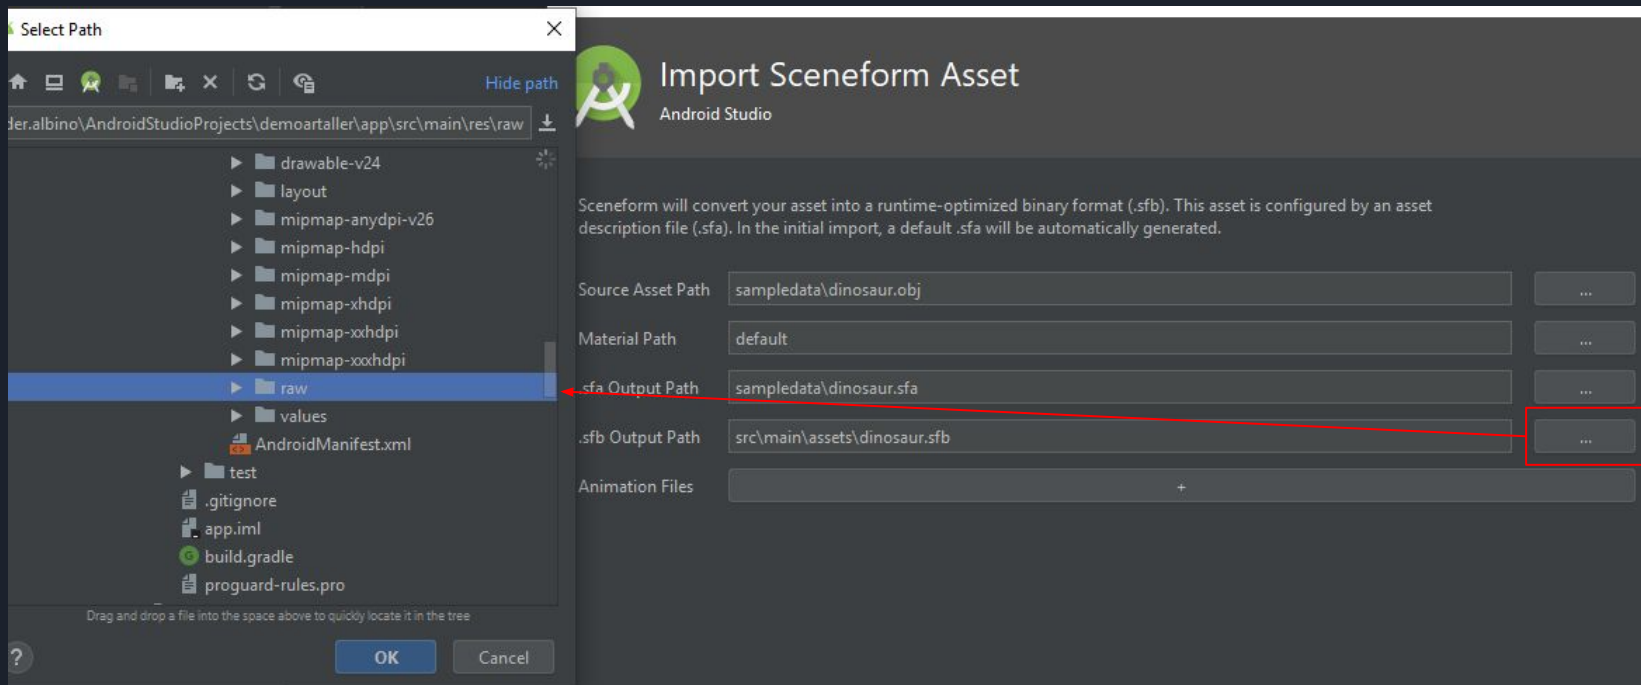 Select Path
Hide path
der.albino\AndroidStudioProjects\demoartaller\app\src\main\res\raw
drawable-v24
layout
mipmap-anydpi-v26
mipmap-hdpi
mipmap-mdpi
mipmap-xhdpi
mipmap-xxhdpi
mipmap-xxxhdpi
raw
values
AndroidManifest.xml
test
.gitignore
app.iml
build.gradle
proguard-rules.pro
Drag and drop a file into the space above to quickly locate it in the tree
?
OK
Cancel
Import Sceneform Asset
Android Studio
Sceneform will convert your asset into a runtime-optimized binary format (.sfb). This asset is configured by an asset
description file (.sfa). In the initial import, a default .sfa will be automatically generated.
Source Asset Path sampledata\dinosaur.obj ...
Material Path default ...
.sfa Output Path sampledata\dinosaur.sfa ...
.sfb Output Path src\main\assets\dinosaur.sfb ...
Animation Files +